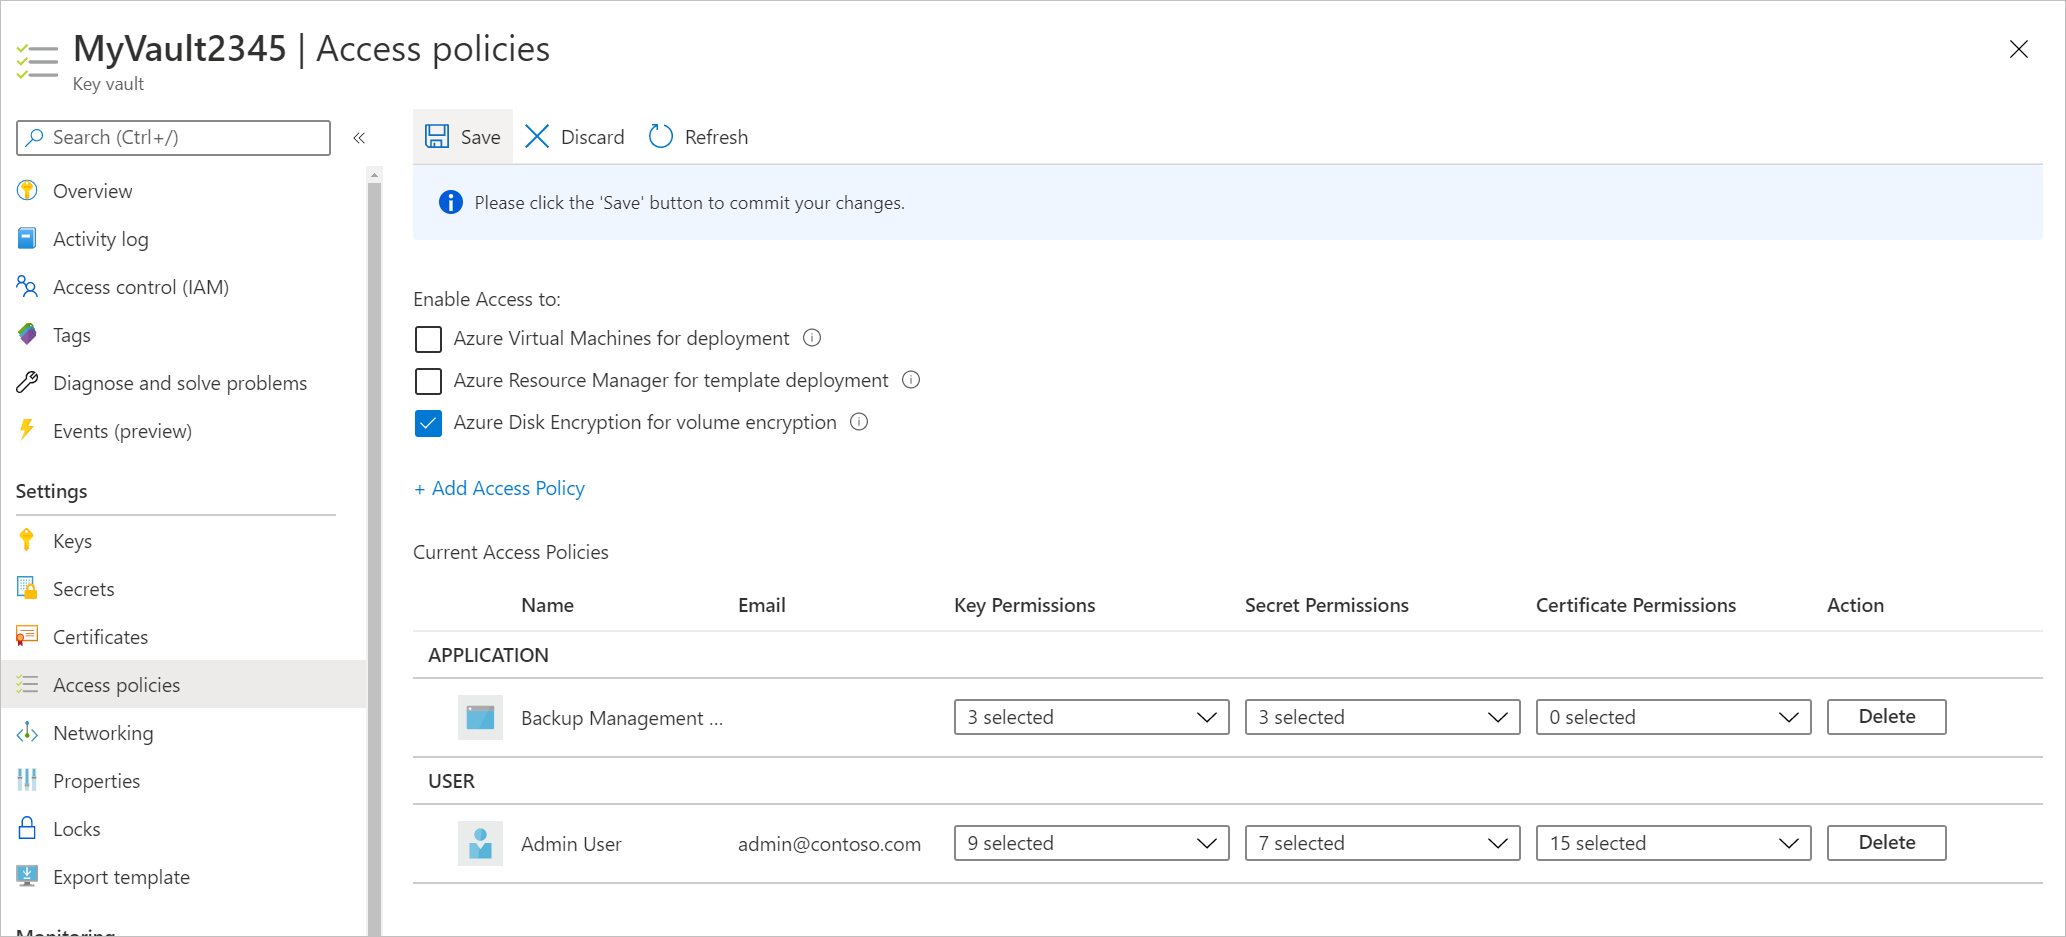 MyVault2345 | Access policies
Key vault
Search (Ctrl+/)
«
Overview
Activity log
Access control (IAM)
Tags
Diagnose and solve problems
Events (preview)
Settings
Keys
Secrets
Certificates
Access policies
Networking
Properties
Locks
Export template
Monitoring
Save Discard Refresh
Please click the 'Save' button to commit your changes.
Enable Access to:
Azure Virtual Machines for deployment
Azure Resource Manager for template deployment
Azure Disk Encryption for volume encryption
+ Add Access Policy
Current Access Policies
Name Email Key Permissions Secret Permissions Certificate Permissions Action
APPLICATION
Backup Management ... 3 selected 3 selected 0 selected Delete
USER
Admin User admin@contoso.com 9 selected 7 selected 15 selected Delete